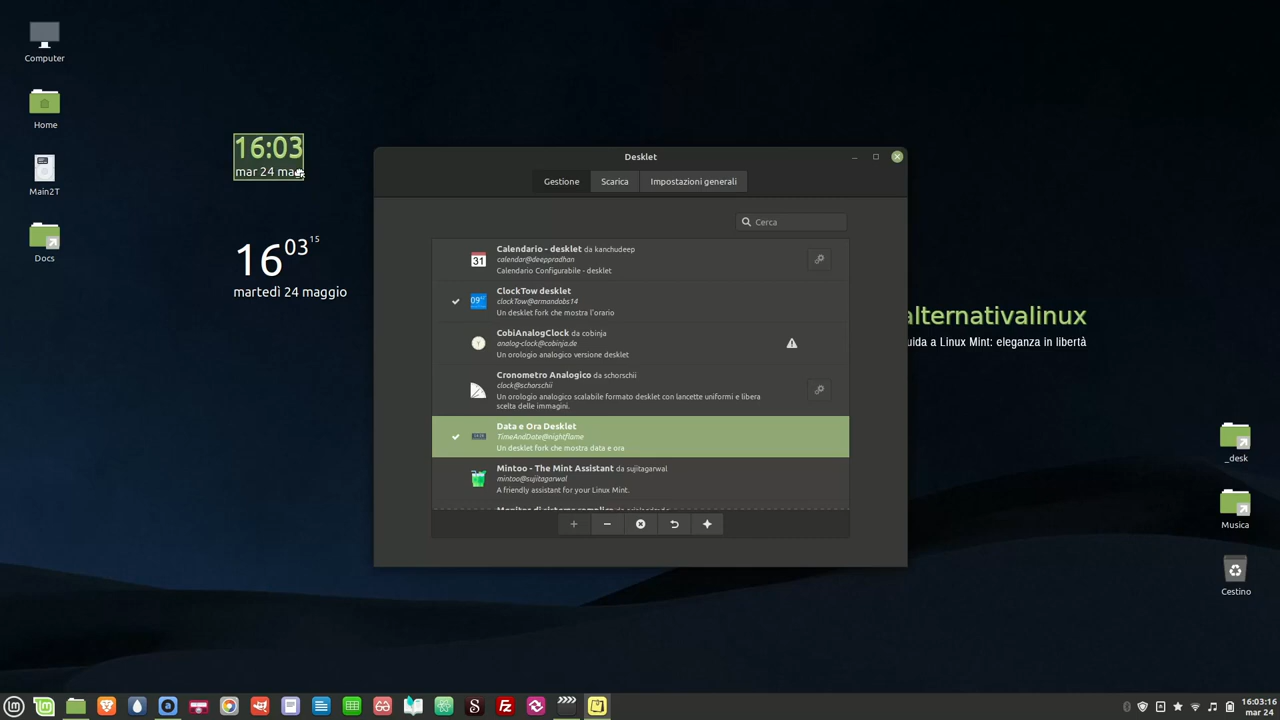 Computer
Home
Main2T
Docs
16:03
mar 24
16 03 15
martedì 24 maggio
Desklet
Gestione
Scarica
Impostazioni generali
Cerca
31
Calendario - desklet da kanchudeep
calendar@deeppradhan
Calendario Configurabile - desklet
ClockTow desklet
clockTow@armandobs14
Un desklet fork che mostra l'orario
CobiAnalogClock da cobinja
analog-clock@cobinja.de
Un orologio analogico versione desklet
Cronometro Analogico da schorschii
clock@schorschii
Un orologio analogico scalabile formato desklet con lancette uniformi e libera
scelta delle immagini.
Data e Ora Desklet
TimeAndDate@nightflame
Un desklet fork che mostra data e ora
Mintoo - The Mint Assistant da sujitagarwal
mintoo@sujitagarwal
A friendly assistant for your Linux Mint.
alternativalinux
a Linux Mint: eleganza in libertà
_desk
Musica
Cestino
16:03:16
mar 24